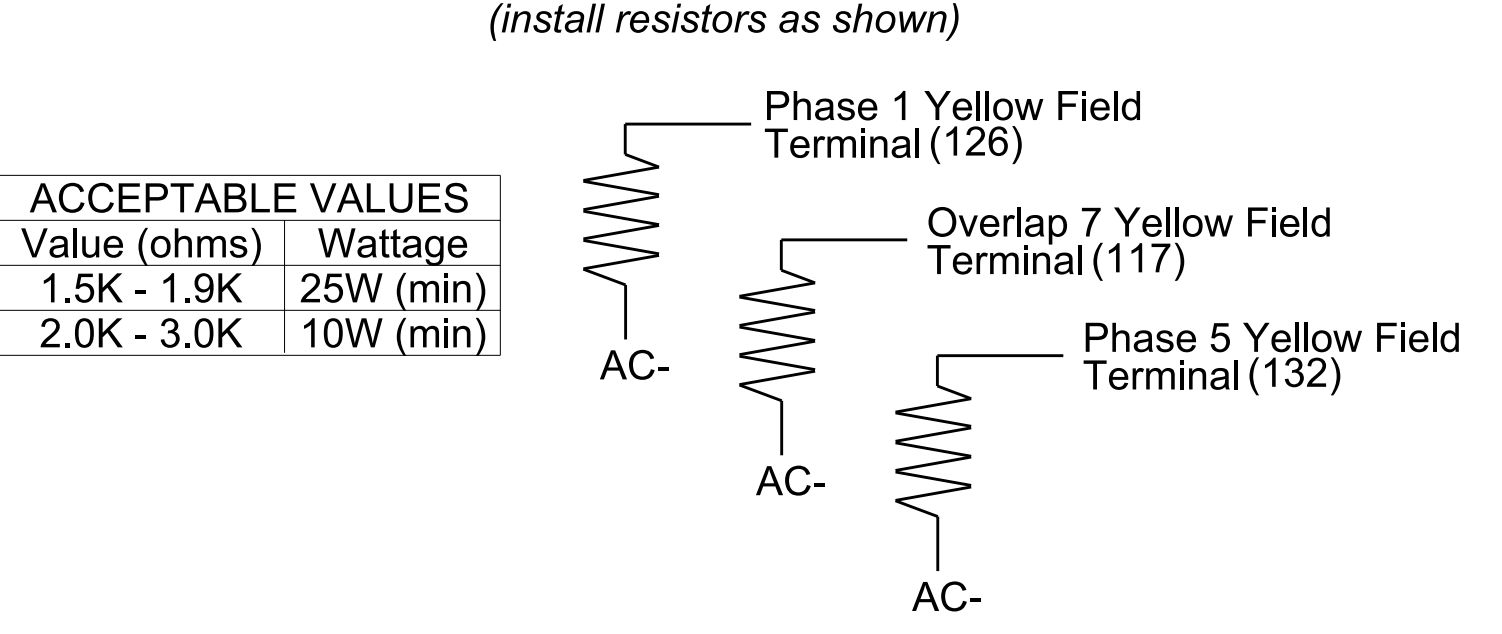 (install resistors as shown)
ACCEPTABLE VALUES
Value (ohms) Wattage
1.5K - 1.9K 25W (min)
2.0K - 3.0K 10W (min)
Phase 1 Yellow Field
Terminal (126)
AC-
Overlap 7 Yellow Field
Terminal (117)
AC-
Phase 5 Yellow Field
Terminal (132)
AC-